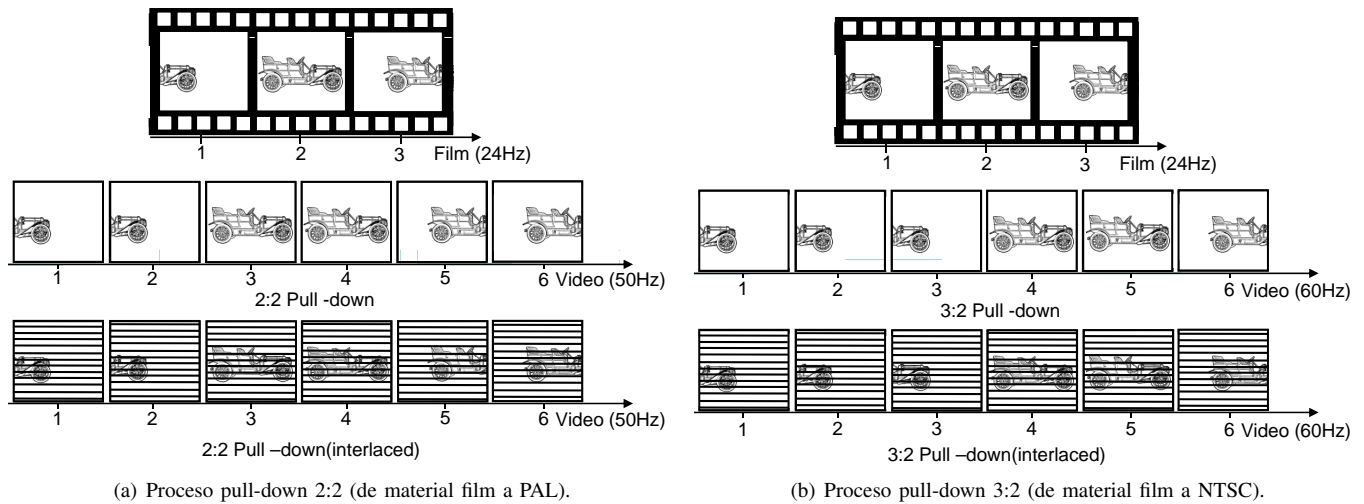 1 2 3 Film (24Hz)
1 2 3 4 5 6 Video (50Hz)
2:2 Pull -down
1 2 3 4 5 6 Video (50Hz)
2:2 Pull –down(interlaced)
(a) Proceso pull-down 2:2 (de material film a PAL).
1 2 3 Film (24Hz)
1 2 3 4 5 6 Video (60Hz)
3:2 Pull -down
1 2 3 4 5 6 Video (60Hz)
3:2 Pull –down(interlaced)
(b) Proceso pull-down 3:2 (de material film a NTSC).